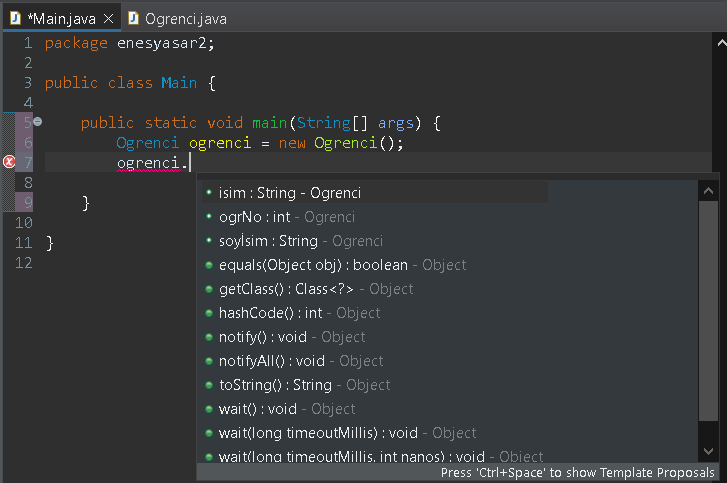 *Main.java Ogrenci.java
1 package enesyasar2;
2
3 public class Main {
4
5 public static void main(String[] args) {
6 Ogrenci ogrenci = new Ogrenci();
7 ogrenci.
8
9 }
10
11 }
12
isim : String - Ogrenci
ogrNo : int - Ogrenci
soyİsim : String - Ogrenci
equals(Object obj) : boolean - Object
getClass() : Class<?> - Object
hashCode() : int - Object
notify() : void - Object
notifyAll() : void - Object
toString() : String - Object
wait() : void - Object
wait(long timeoutMillis) : void - Object
wait(long timeoutMillis, int nanos) : void - Object
Press 'Ctrl+Space' to show Template Proposals